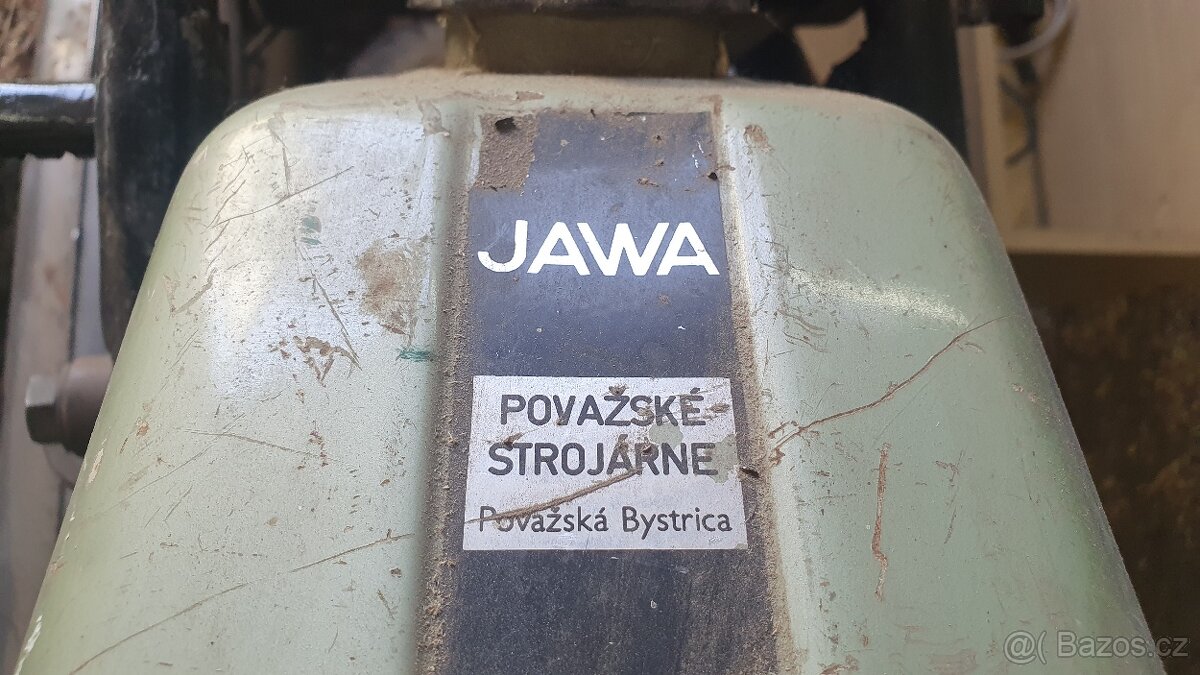 JAWA
POVAŽSKÉ
STROJÁRNE
Považská Bystrica
@( Bazos.cz